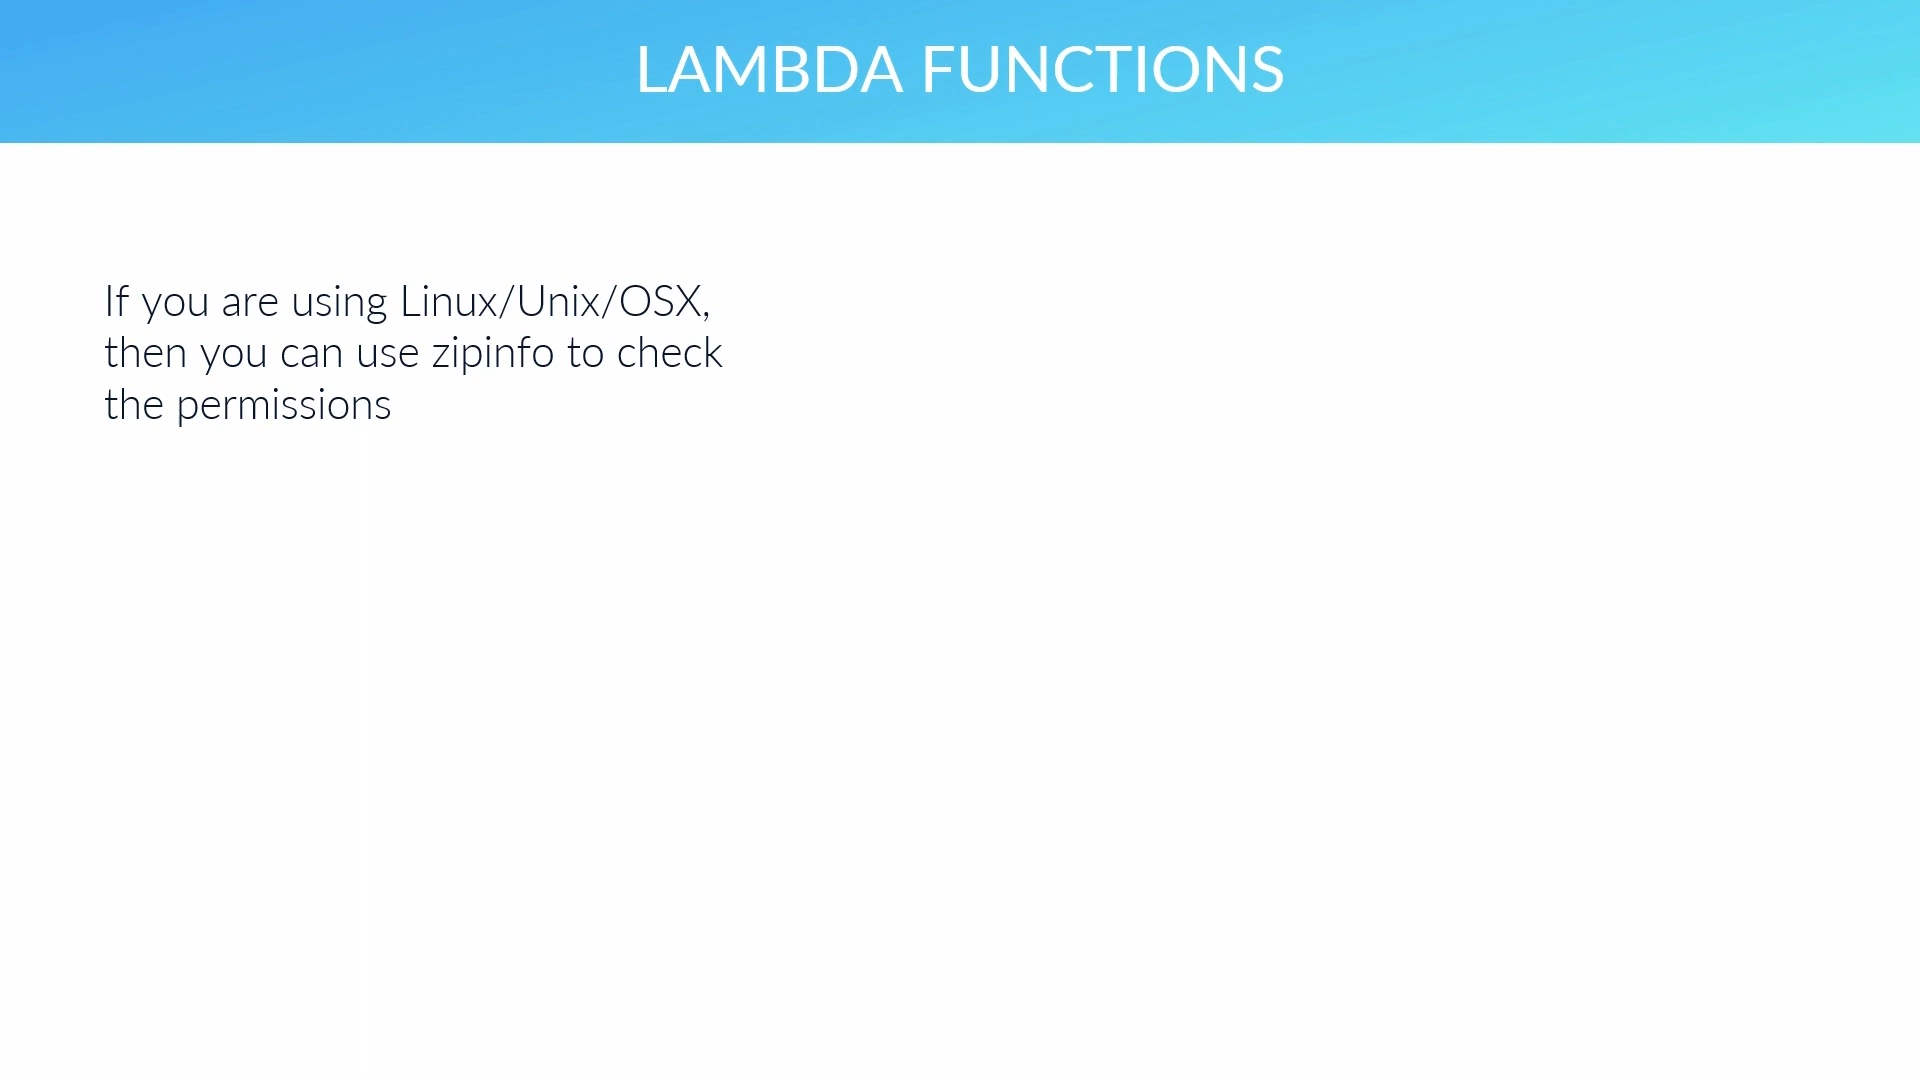 LAMBDA FUNCTIONS
If you are using Linux/Unix/OSX,
then you can use zipinfo to check
the permissions